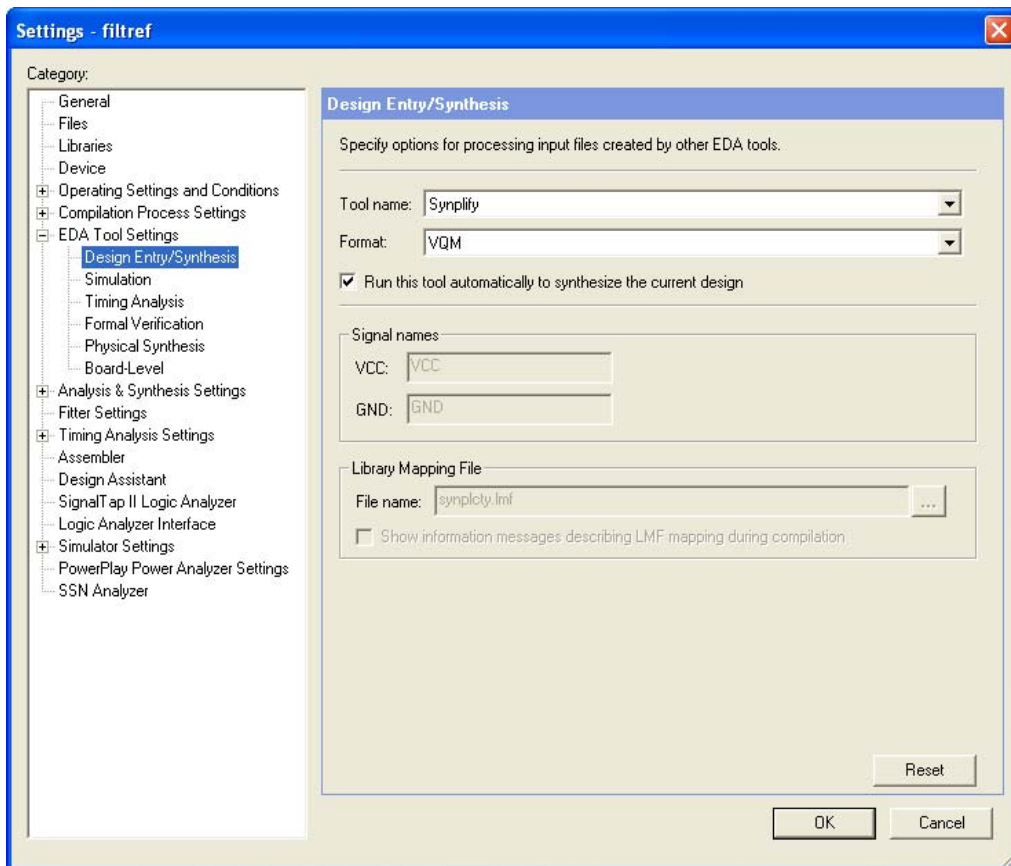 Settings - filtref
Category:
General
Files
Libraries
Device
Operating Settings and Conditions
Compilation Process Settings
EDA Tool Settings
Design Entry/Synthesis
Simulation
Timing Analysis
Formal Verification
Physical Synthesis
Board-Level
Analysis & Synthesis Settings
Fitter Settings
Timing Analysis Settings
Assembler
Design Assistant
SignalTap II Logic Analyzer
Logic Analyzer Interface
Simulator Settings
PowerPlay Power Analyzer Settings
SSN Analyzer
Design Entry/Synthesis
Specify options for processing input files created by other EDA tools.
Tool name: Synplify
Format: VQM
Run this tool automatically to synthesize the current design
Signal names
VCC: VCC
GND: GND
Library Mapping File
File name: synplcty.lmf ...
Show information messages describing LMF mapping during compilation
Reset
OK Cancel